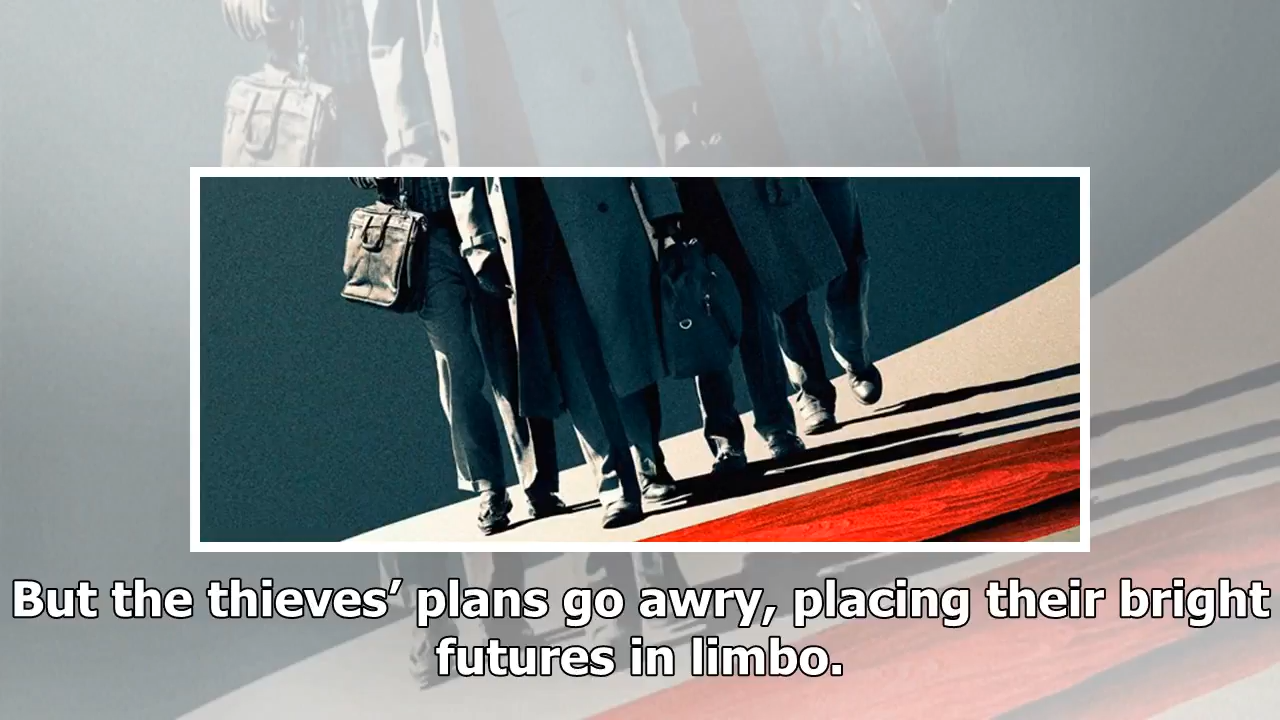 But the thieves’ plans go awry, placing their bright
futures in limbo.